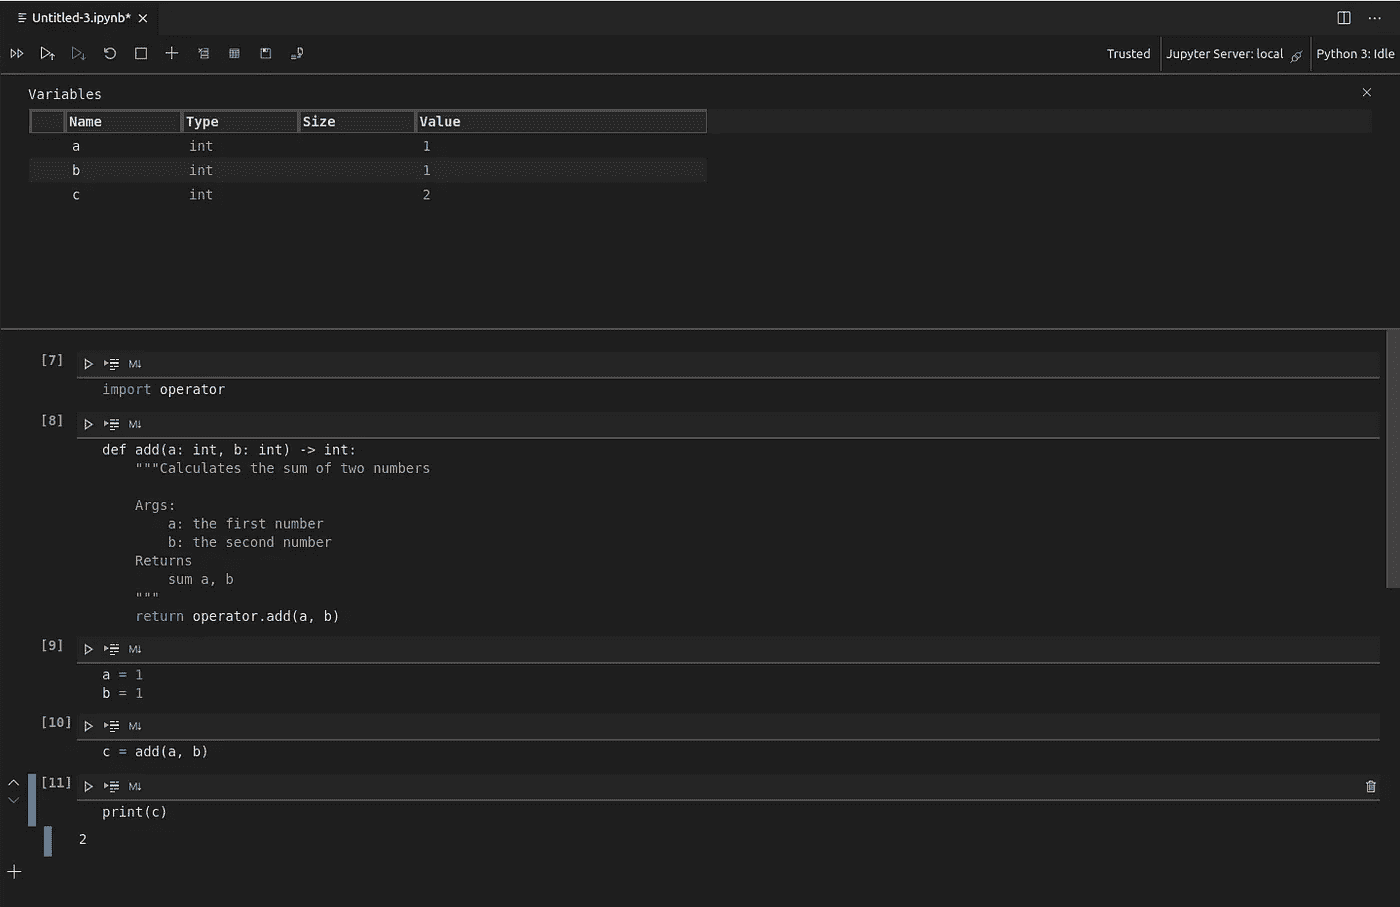 Untitled-3.ipynb*
Trusted Jupyter Server: local Python 3: Idle
Variables
Name Type Size Value
a int 1
b int 1
c int 2
[7]
M↓
import operator
[8]
M↓
def add(a: int, b: int) -> int:
"""Calculates the sum of two numbers
Args:
a: the first number
b: the second number
Returns
sum a, b
"""
return operator.add(a, b)
[9]
M↓
a = 1
b = 1
[10]
M↓
c = add(a, b)
[11]
M↓
print(c)
2